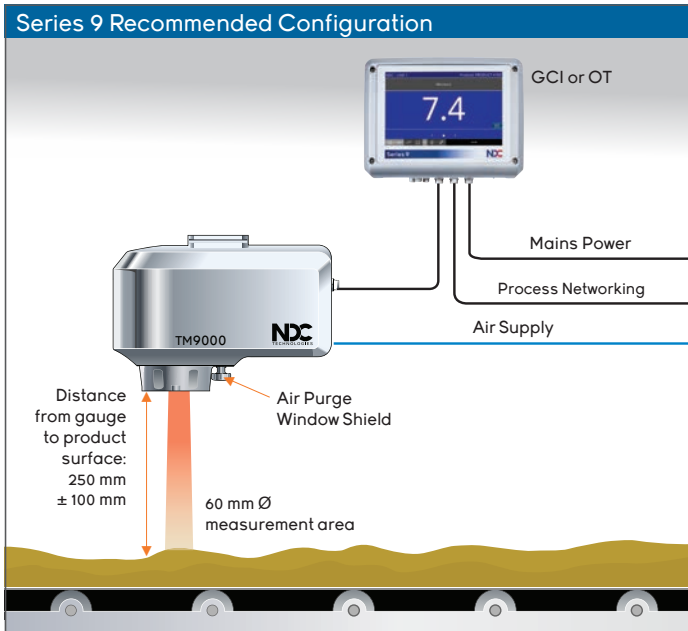 Series 9 Recommended Configuration
GCI or OT
7.4
Series 9
NDC
Mains Power
Process Networking
Air Supply
TM9000
NDC
TECHNOLOGIES
Distance
from gauge
to product
surface:
250 mm
± 100 mm
Air Purge
Window Shield
60 mm Ø
measurement area